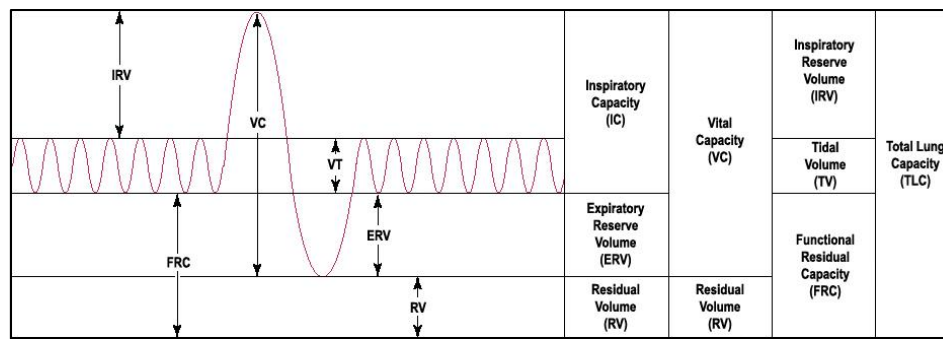 IRV
VC
VT
ERV
FRC
RV
Inspiratory
Capacity
(IC)
Expiratory
Reserve
Volume
(ERV)
Residual
Volume
(RV)
Vital
Capacity
(VC)
Residual
Volume
(RV)
Inspiratory
Reserve
Volume
(IRV)
Tidal
Volume
(TV)
Functional
Residual
Capacity
(FRC)
Total Lung
Capacity
(TLC)